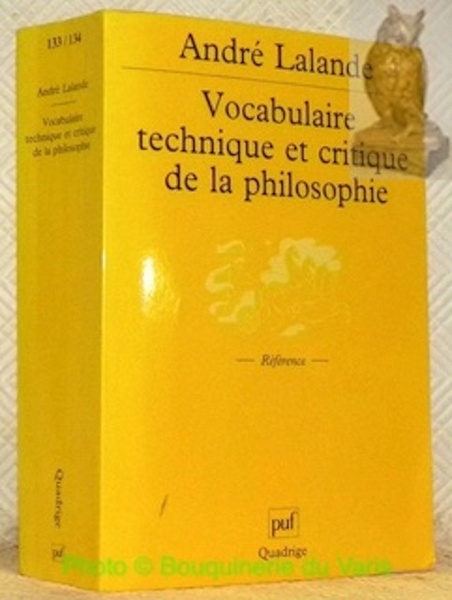 133 / 134
André Lalande
Vocabulaire
technique et critique
de la philosophie
Quadrige
puf
André Lalande
Vocabulaire
technique et critique
de la philosophie
— Référence —
puf
Quadrige
Photo © Bouquinerie du Varis